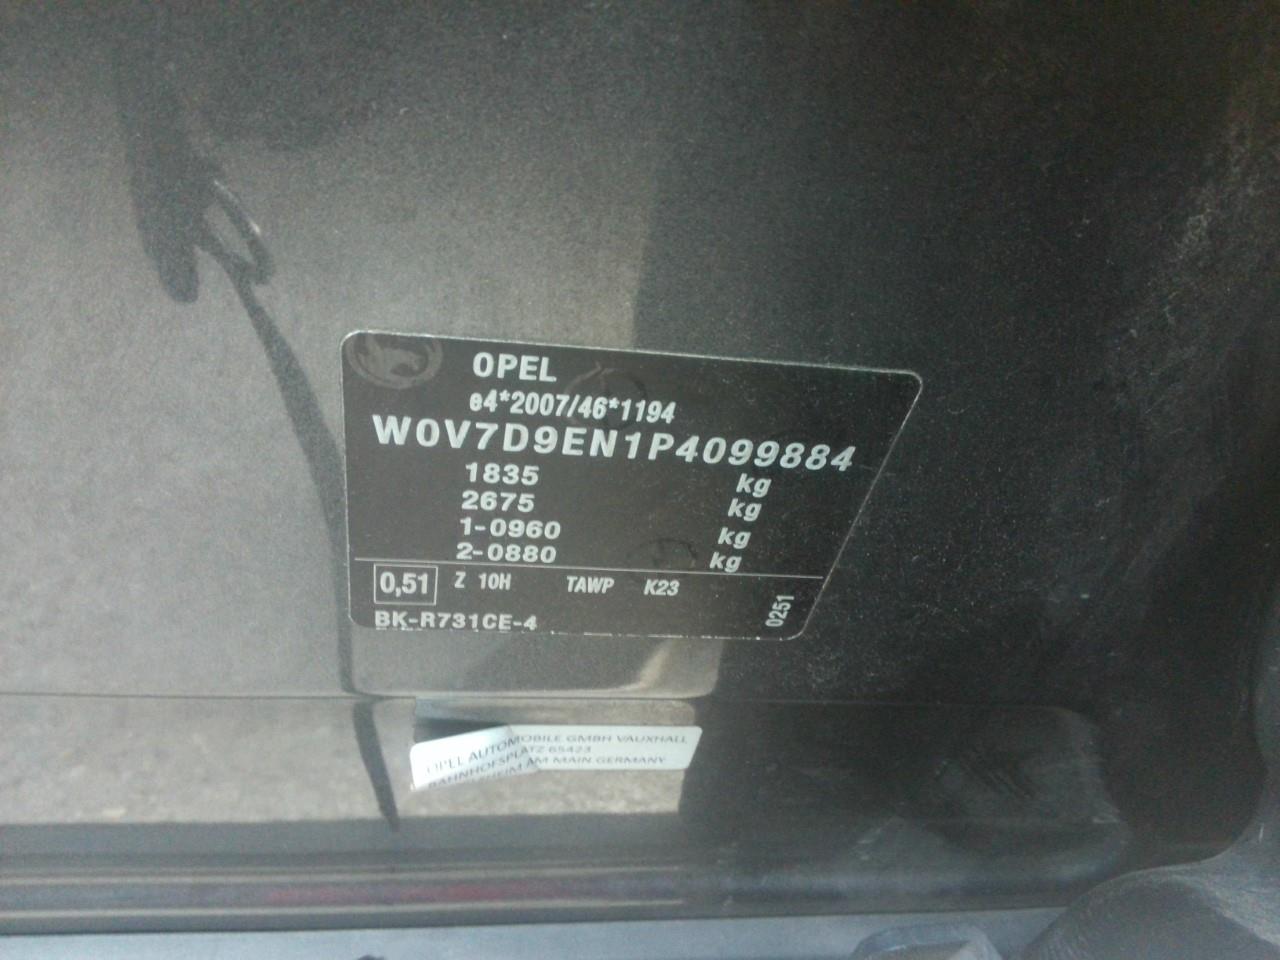 OPEL
e4*2007/46*1194
W0V7D9EN1P4099884
1835 kg
2675 kg
1-0960 kg
2-0880 kg
0,51 Z 10H TAWP K23
0251
BK-R731CE-4
OPEL AUTOMOBILE GMBH VAUXHALL
BAHNHOFSPLATZ 65423
AM MAIN GERMANY